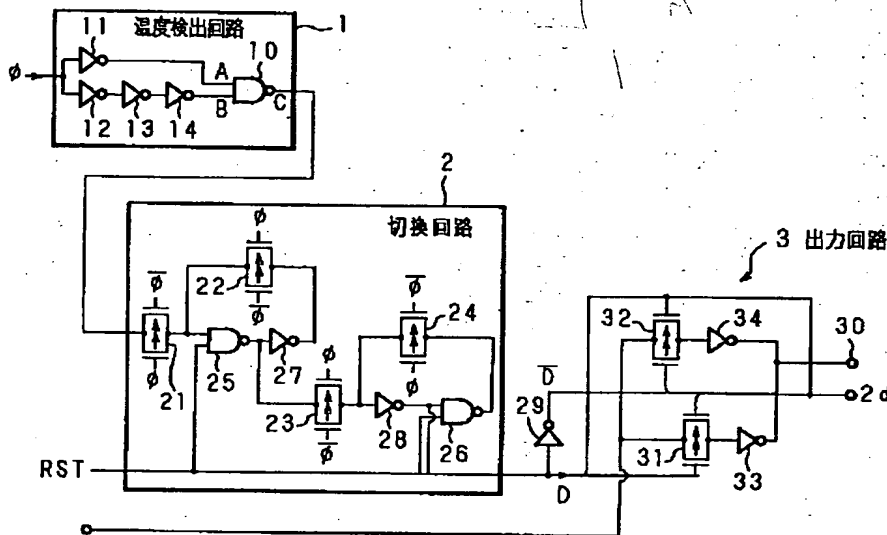 11 温度検出回路 1
10
φ A
B C
12 13 14
2
φ 切換回路
3 出力回路
φ̅ 22 φ̅
24
32 34 30
φ̅ φ̅
25 27 φ φ
D̅
2d
φ 21
23 28 29
φ̅ 26
31 33
RST
D